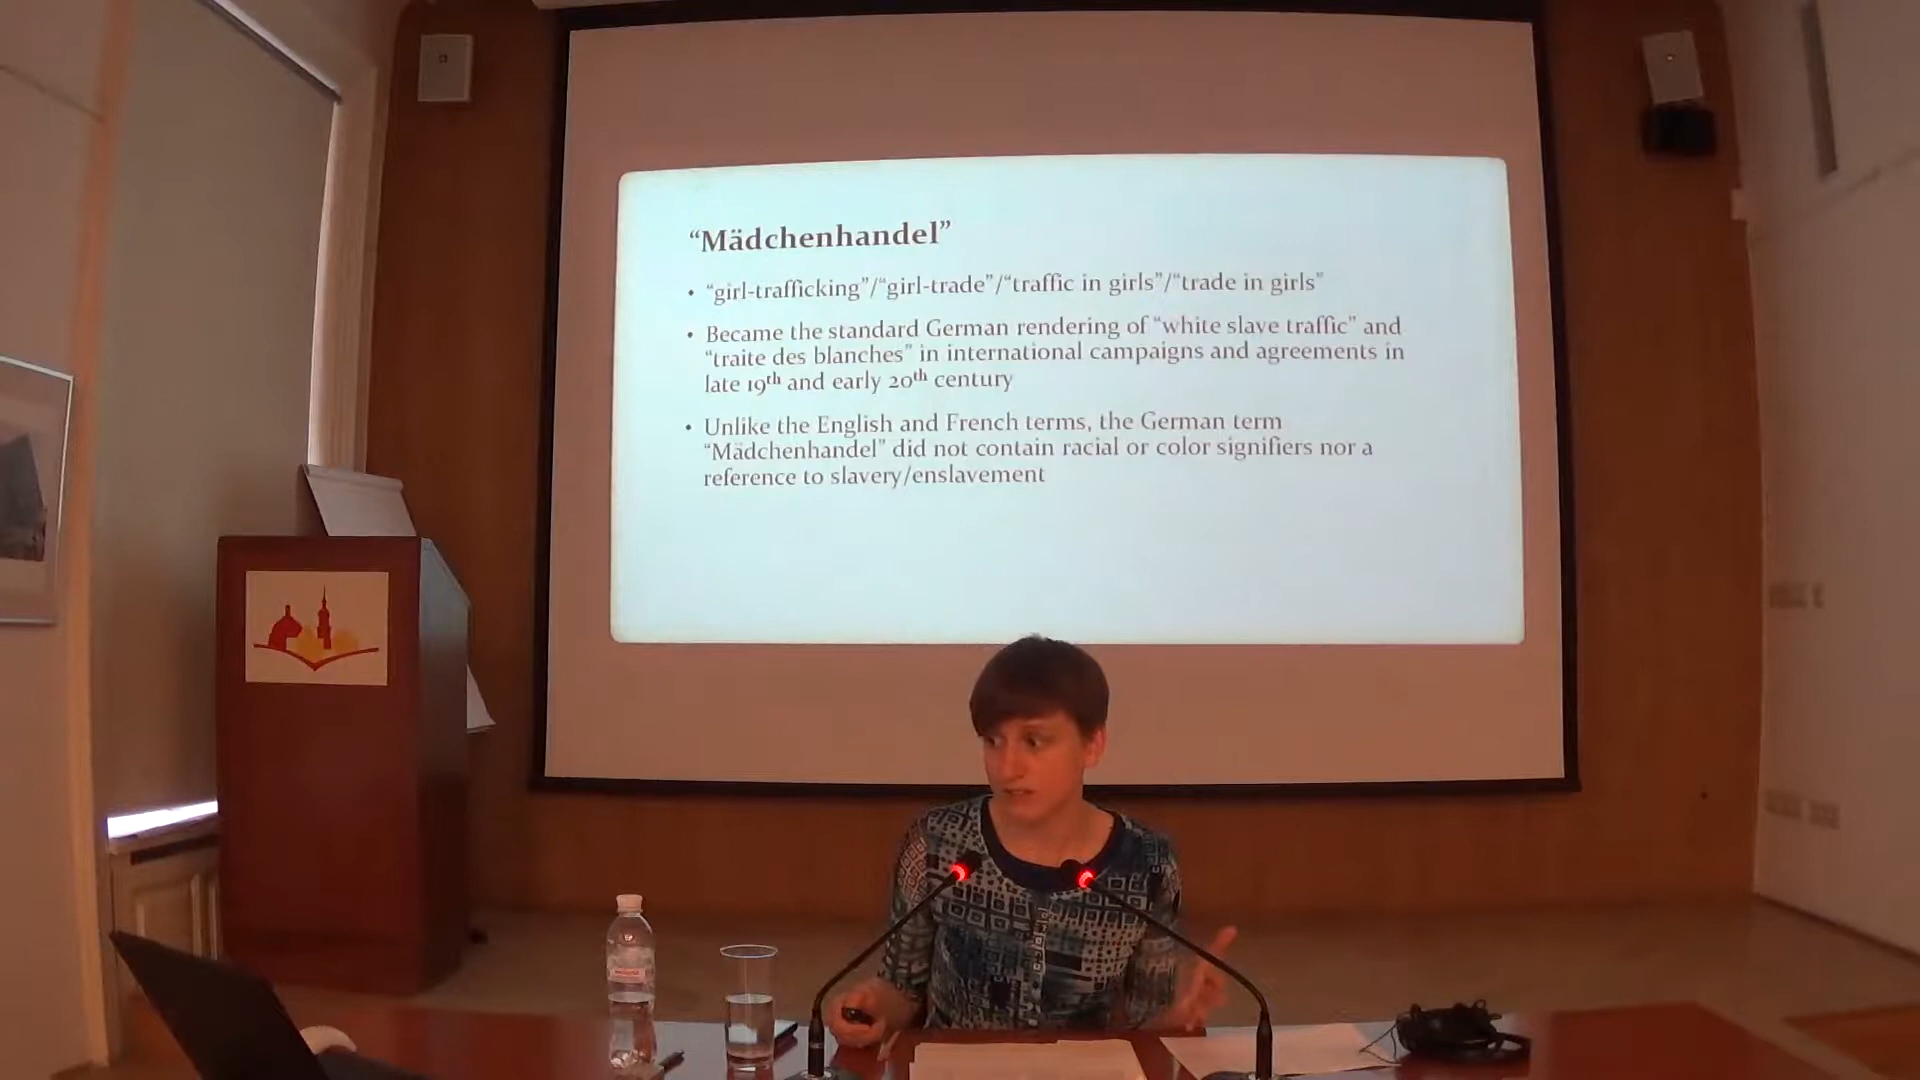 “Mädchenhandel”
• “girl-trafficking”/“girl-trade”/“traffic in girls”/“trade in girls”
• Became the standard German rendering of “white slave traffic” and
“traite des blanches” in international campaigns and agreements in
late 19th and early 20th century
• Unlike the English and French terms, the German term
“Mädchenhandel” did not contain racial or color signifiers nor a
reference to slavery/enslavement